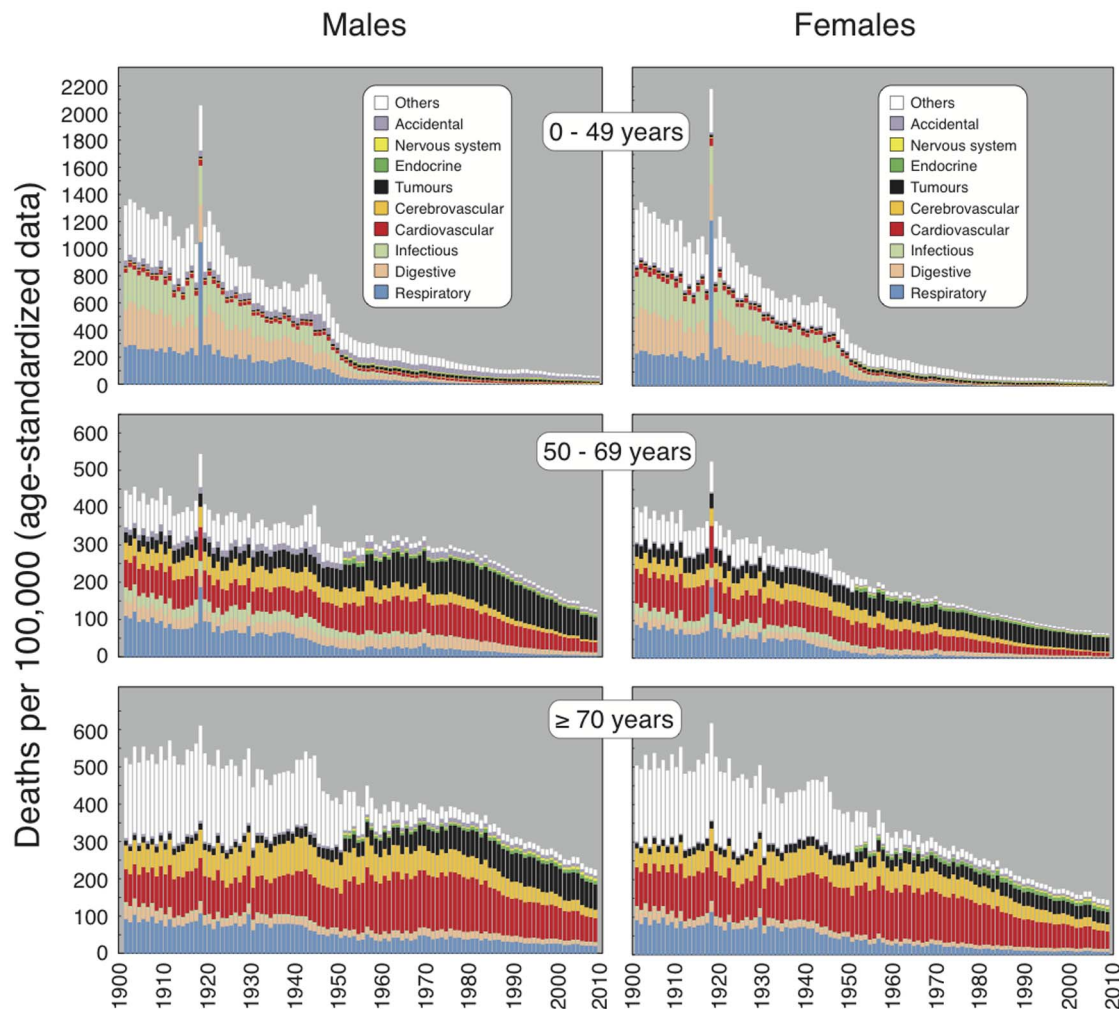 Males
Females
Deaths per 100,000 (age-standardized data)
2200
2000
1800
1600
1400
1200
1000
800
600
400
200
0
Others
Accidental
Nervous system
Endocrine
Tumours
Cerebrovascular
Cardiovascular
Infectious
Digestive
Respiratory
0 - 49 years
Others
Accidental
Nervous system
Endocrine
Tumours
Cerebrovascular
Cardiovascular
Infectious
Digestive
Respiratory
600
500
400
300
200
100
0
50 - 69 years
600
500
400
300
200
100
0
≥ 70 years
1900
1910
1920
1930
1940
1950
1960
1970
1980
1990
2000
2010
1900
1910
1920
1930
1940
1950
1960
1970
1980
1990
2000
2010